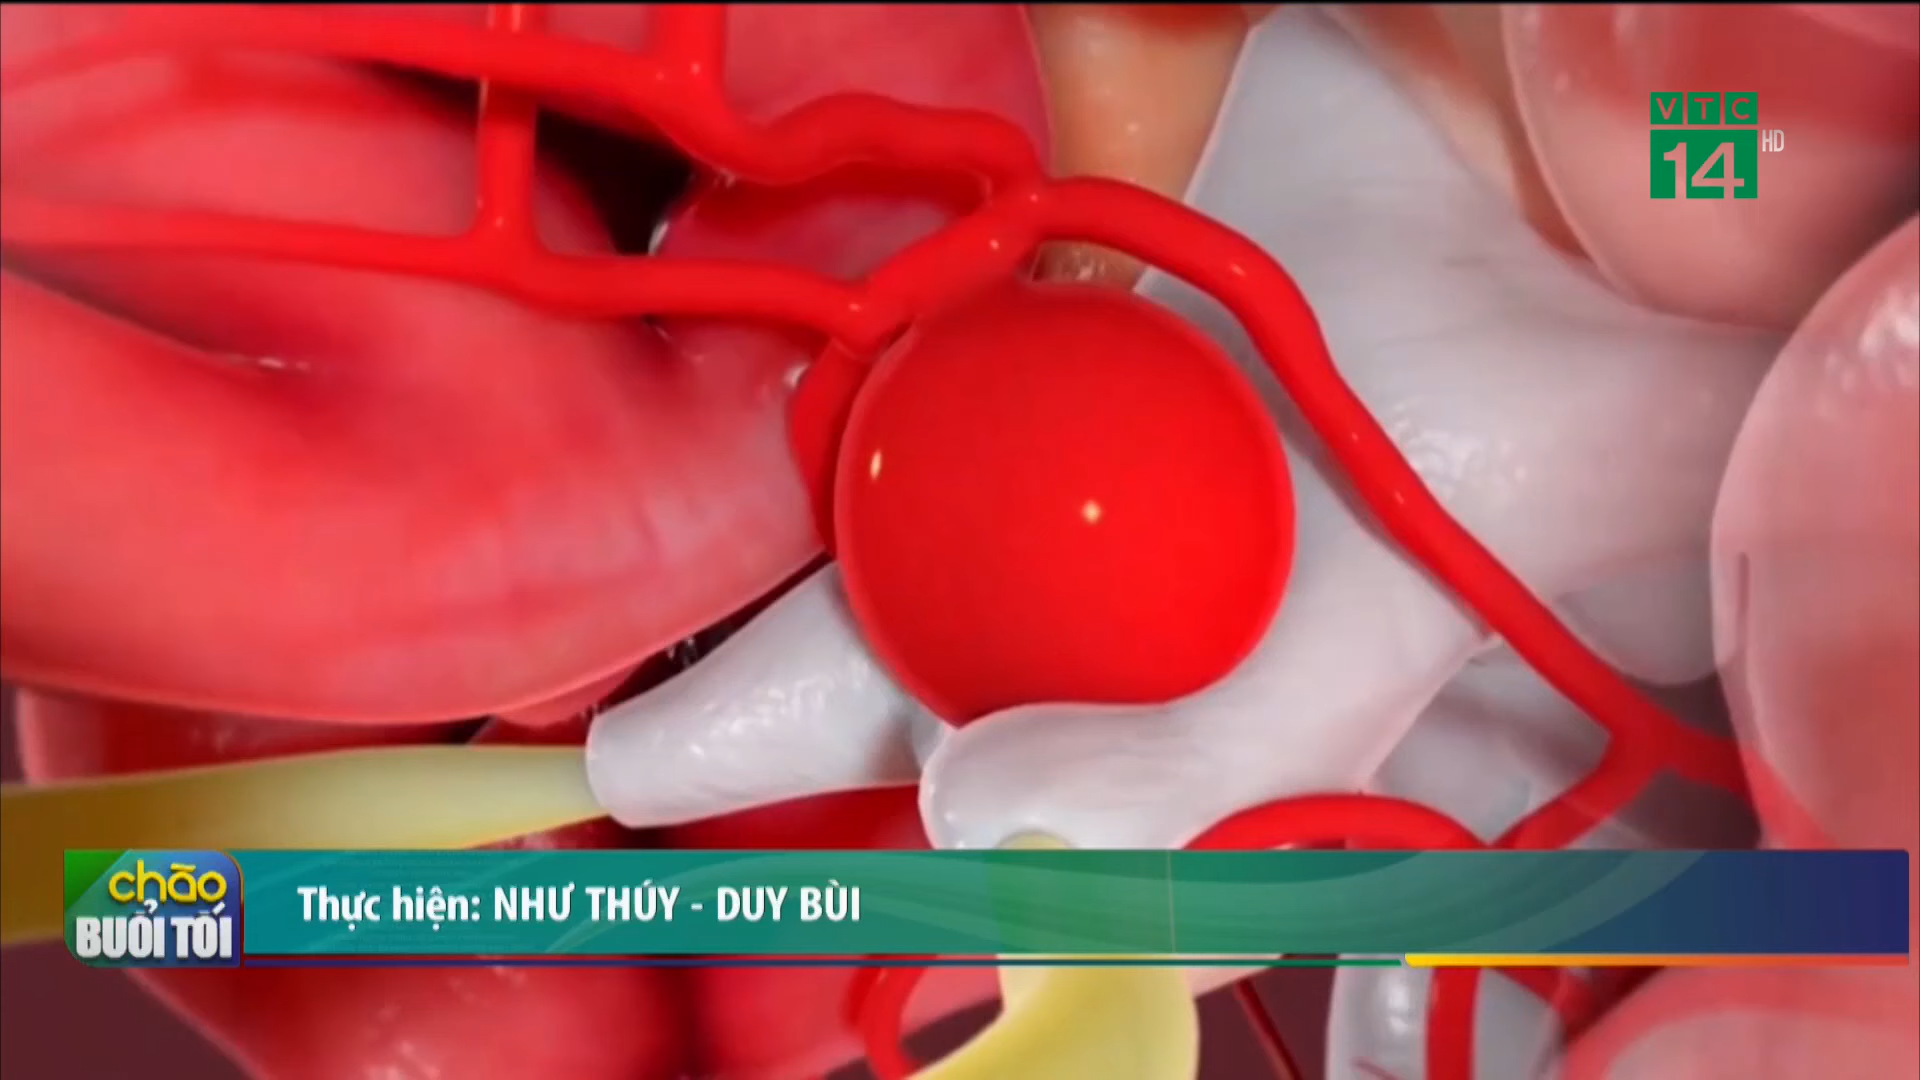 VTC
14 HD
chào
BUỔI TỐI
Thực hiện: NHƯ THÚY - DUY BÙI